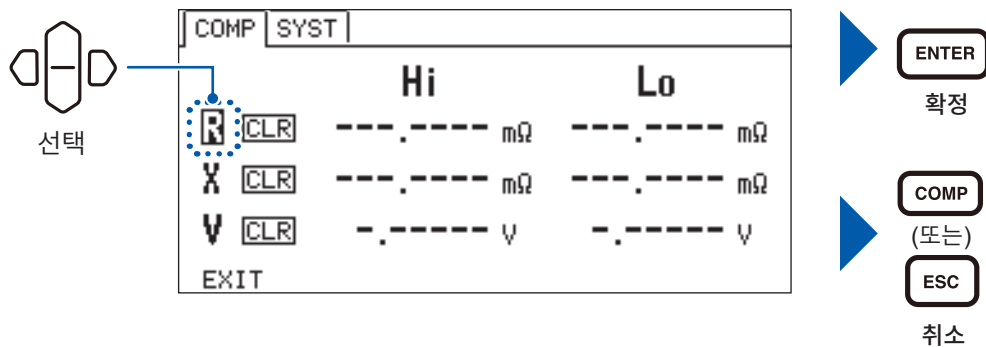 COMP SYST
Hi Lo
R CLR ---.---- mΩ ---.---- mΩ
X CLR ---.---- mΩ ---.---- mΩ
V CLR -.----- V -.----- V
EXIT
선택
ENTER
확정
COMP
(또는)
ESC
취소